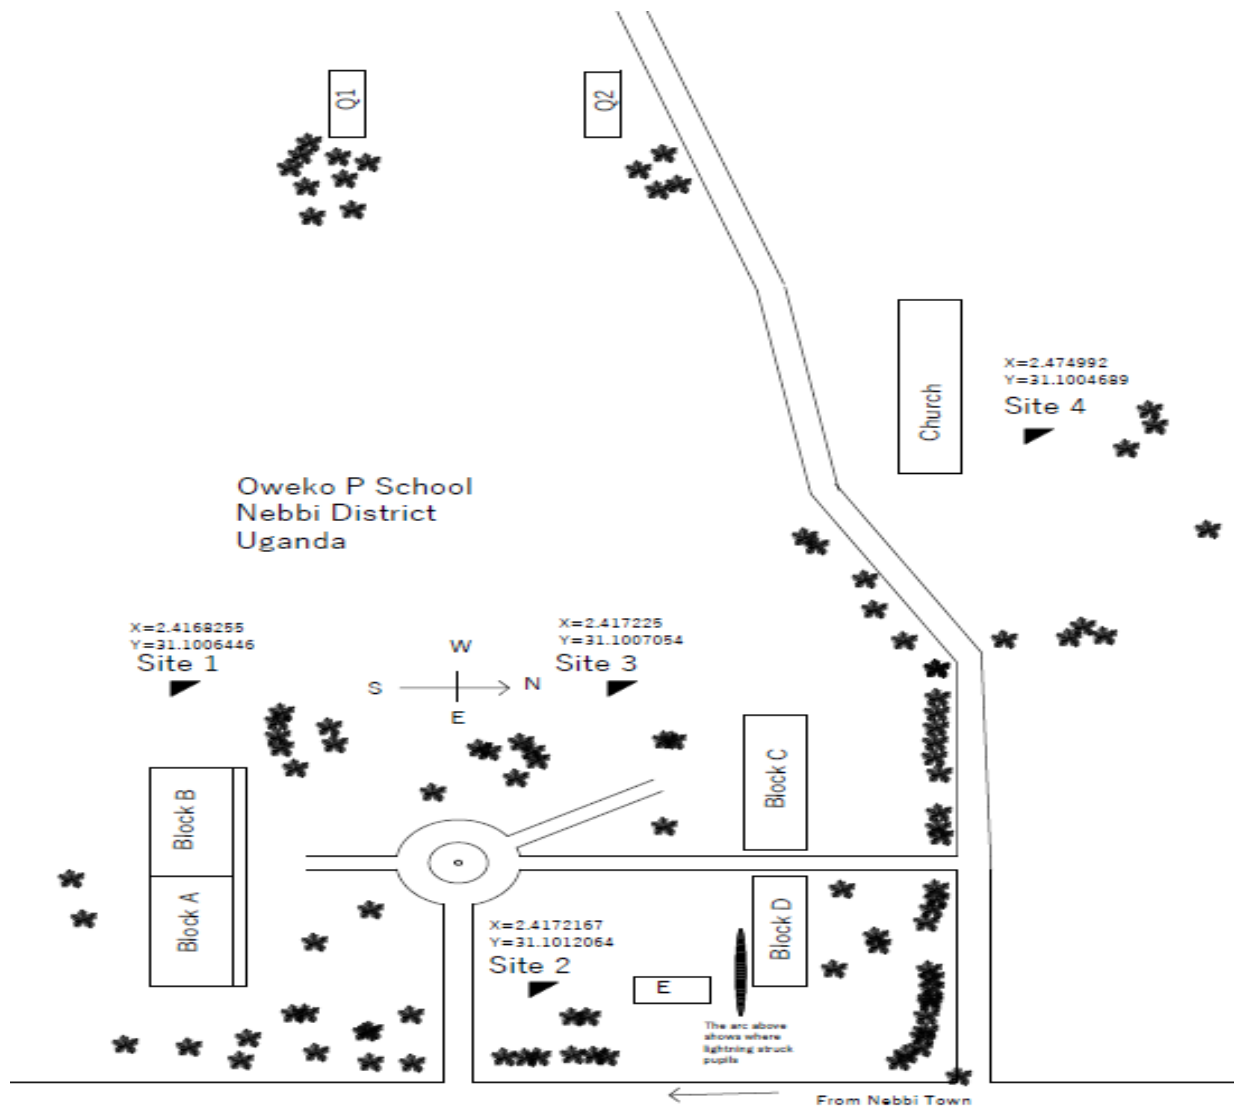 Q1
Q2
X=2.474992
Y=31.1004689
Site 4
Church
Oweko P School
Nebbi District
Uganda
X=2.4168255
Y=31.1006446
Site 1
W
S
N
E
X=2.417225
Y=31.1007054
Site 3
Block B
Block C
Block A
Block D
X=2.4172167
Y=31.1012064
Site 2
E
The arc above
shows where
lightning struck
pupils
From Nebbi Town